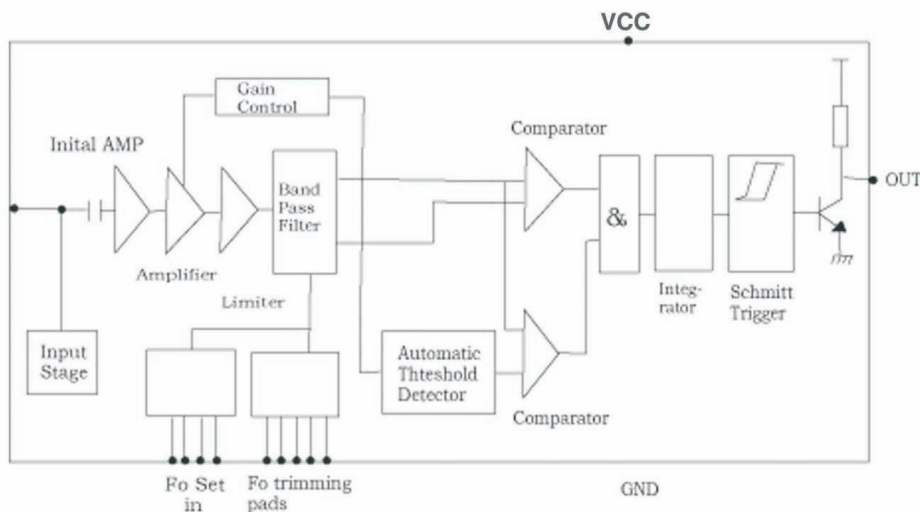 VCC
Gain
Control
Inital AMP
Comparator
Band
Pass
Filter
OUT
&
Amplifier
Limiter
Integ-
rator
Schmitt
Trigger
Input
Stage
Automatic
Thteshold
Detector
Comparator
Fo Set
in
Fo trimming
pads
GND